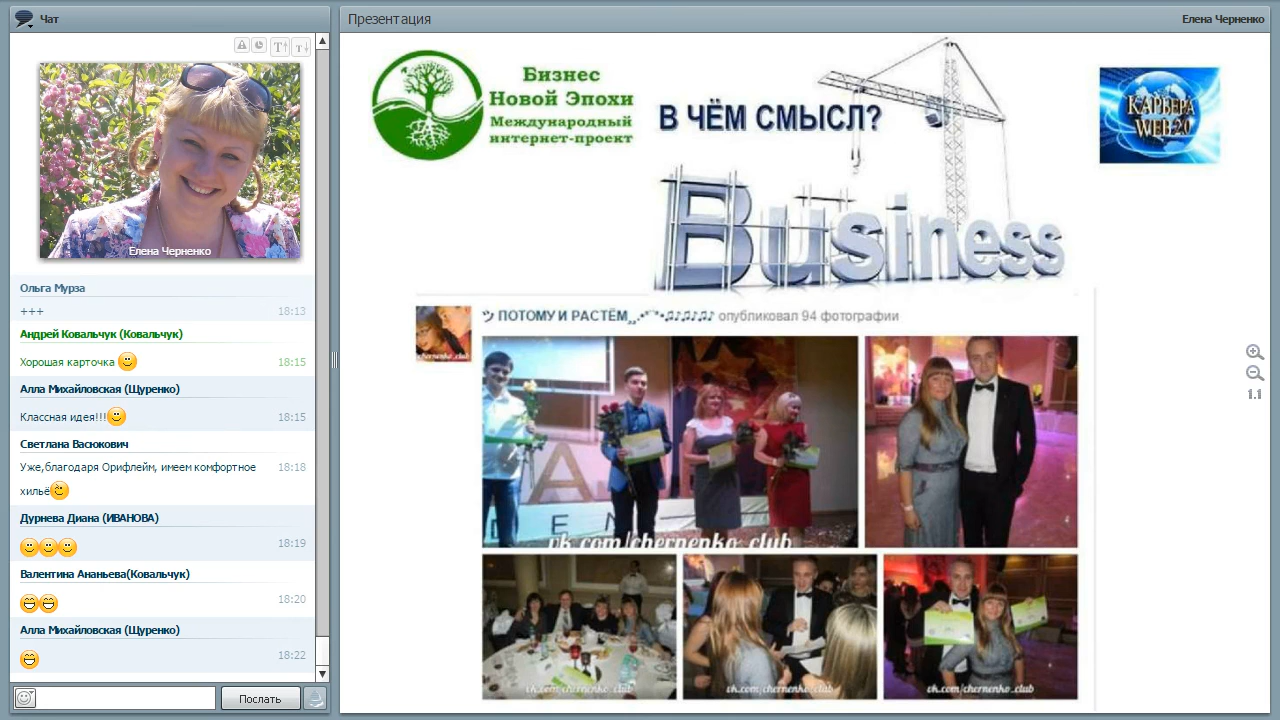 Чат
Елена Черненко
Ольга Мурза
+++
18:13
Андрей Ковальчук (Ковальчук)
Хорошая карточка
18:15
Алла Михайловская (Щуренко)
Классная идея!!!
18:15
Светлана Васюкович
Уже,благодаря Орифлейм, имеем комфортное
18:18
хильё
Дурнева Диана (ИВАНОВА)
18:19
Валентина Ананьева(Ковальчук)
18:20
Алла Михайловская (Щуренко)
18:22
Послать
Презентация
Елена Черненко
Бизнес
Новой Эпохи
Международный
интернет-проект
В ЧЁМ СМЫСЛ?
Business
КАРЬЕРА
WEB 2.0
ツ ПОТОМУ И РАСТЁМ опубликовал 94 фотографии
vk.com/chernenko_club
vk.com/chernenko_club
vk.com/chernenko_club
vk.com/chernenko_club
1.1